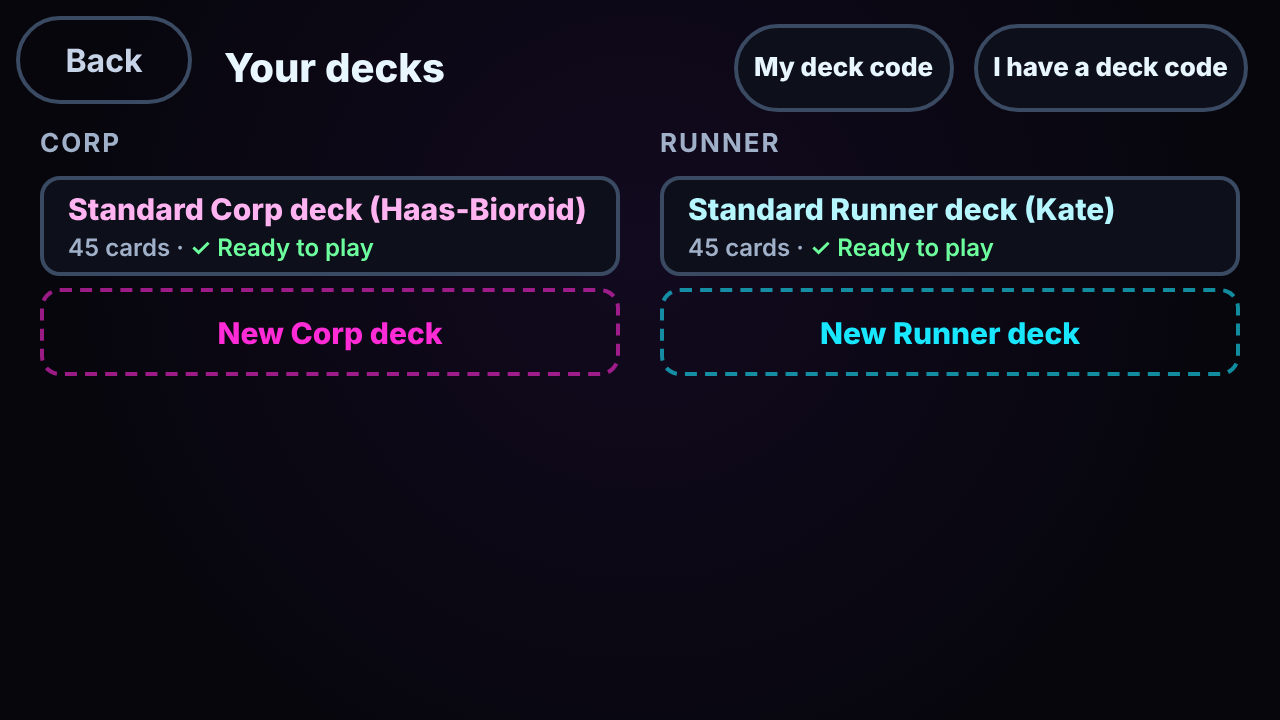 Back
Your decks
My deck code
I have a deck code
CORP
RUNNER
Standard Corp deck (Haas-Bioroid)
45 cards · ✓ Ready to play
Standard Runner deck (Kate)
45 cards · ✓ Ready to play
New Corp deck
New Runner deck